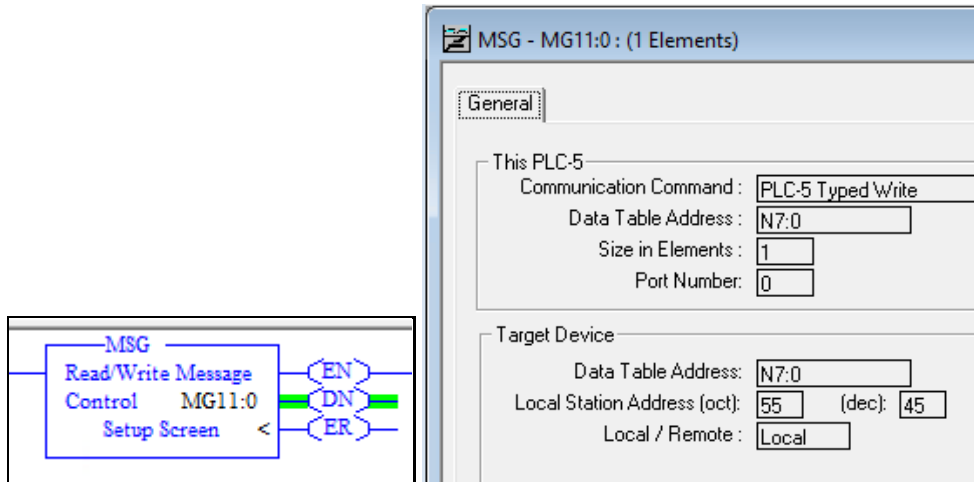 MSG - MG11:0 : (1 Elements)
General
This PLC-5
Communication Command : PLC-5 Typed Write
Data Table Address : N7:0
Size in Elements : 1
Port Number: 0
Target Device
Data Table Address: N7:0
Local Station Address (oct): 55 (dec): 45
Local / Remote : Local
MSG
Read/Write Message EN
Control MG11:0 DN
Setup Screen < ER